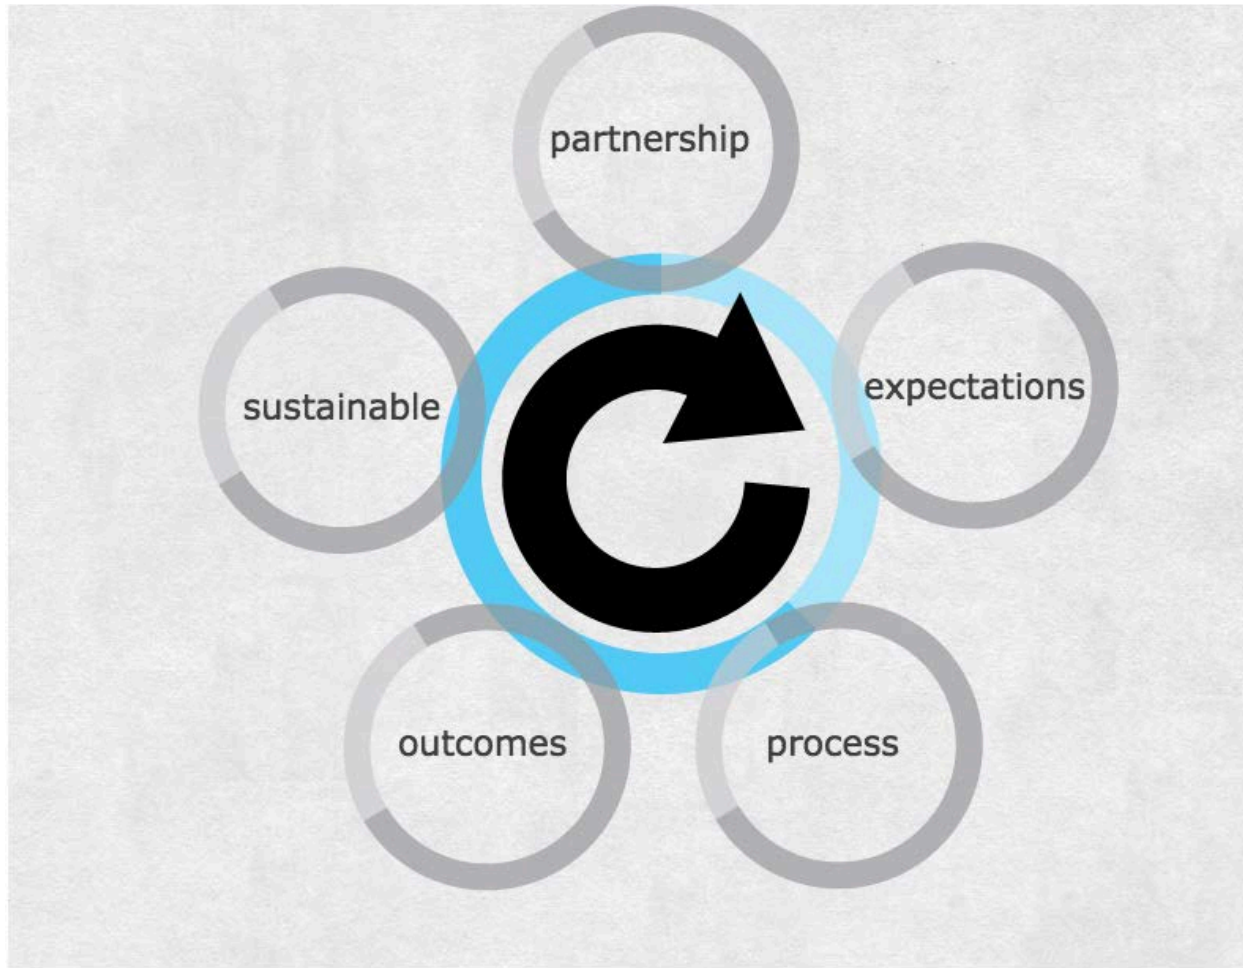 partnership
expectations
sustainable
outcomes
process